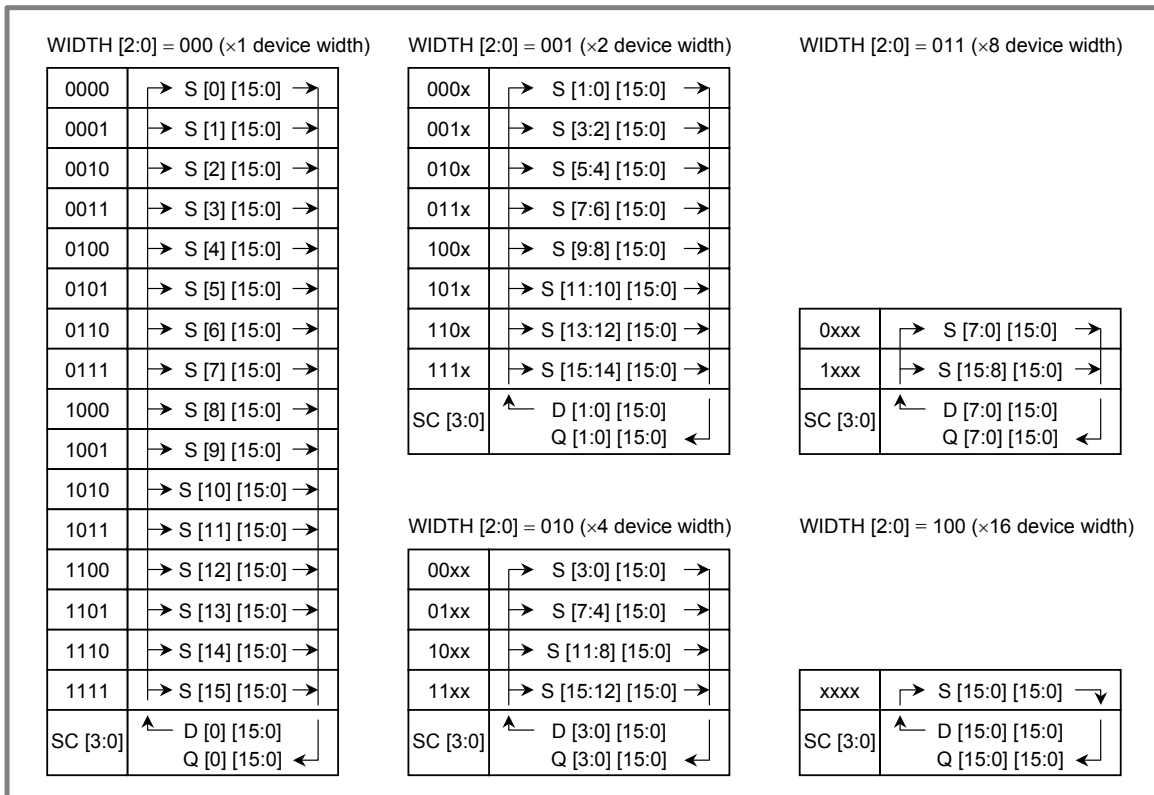 WIDTH [2:0] = 000 (×1 device width)
0000 S [0] [15:0]
0001 S [1] [15:0]
0010 S [2] [15:0]
0011 S [3] [15:0]
0100 S [4] [15:0]
0101 S [5] [15:0]
0110 S [6] [15:0]
0111 S [7] [15:0]
1000 S [8] [15:0]
1001 S [9] [15:0]
1010 S [10] [15:0]
1011 S [11] [15:0]
1100 S [12] [15:0]
1101 S [13] [15:0]
1110 S [14] [15:0]
1111 S [15] [15:0]
SC [3:0] D [0] [15:0]
Q [0] [15:0]
WIDTH [2:0] = 001 (×2 device width)
000x S [1:0] [15:0]
001x S [3:2] [15:0]
010x S [5:4] [15:0]
011x S [7:6] [15:0]
100x S [9:8] [15:0]
101x S [11:10] [15:0]
110x S [13:12] [15:0]
111x S [15:14] [15:0]
SC [3:0] D [1:0] [15:0]
Q [1:0] [15:0]
WIDTH [2:0] = 010 (×4 device width)
00xx S [3:0] [15:0]
01xx S [7:4] [15:0]
10xx S [11:8] [15:0]
11xx S [15:12] [15:0]
SC [3:0] D [3:0] [15:0]
Q [3:0] [15:0]
WIDTH [2:0] = 011 (×8 device width)
0xxx S [7:0] [15:0]
1xxx S [15:8] [15:0]
SC [3:0] D [7:0] [15:0]
Q [7:0] [15:0]
WIDTH [2:0] = 100 (×16 device width)
xxxx S [15:0] [15:0]
SC [3:0] D [15:0] [15:0]
Q [15:0] [15:0]